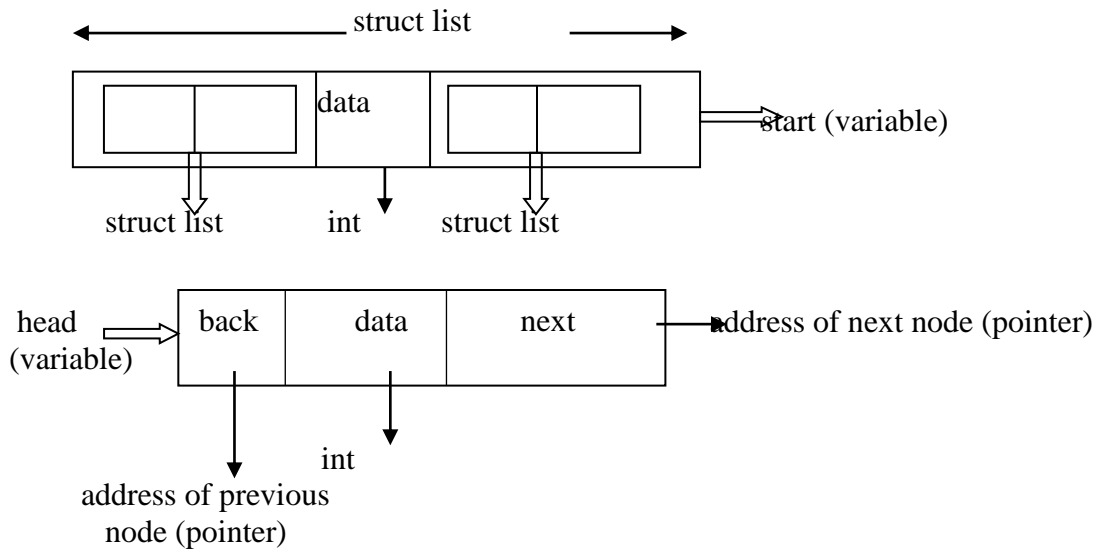 struct list
data
start (variable)
struct list
int
struct list
head
(variable)
back
data
next
address of next node (pointer)
int
address of previous
node (pointer)